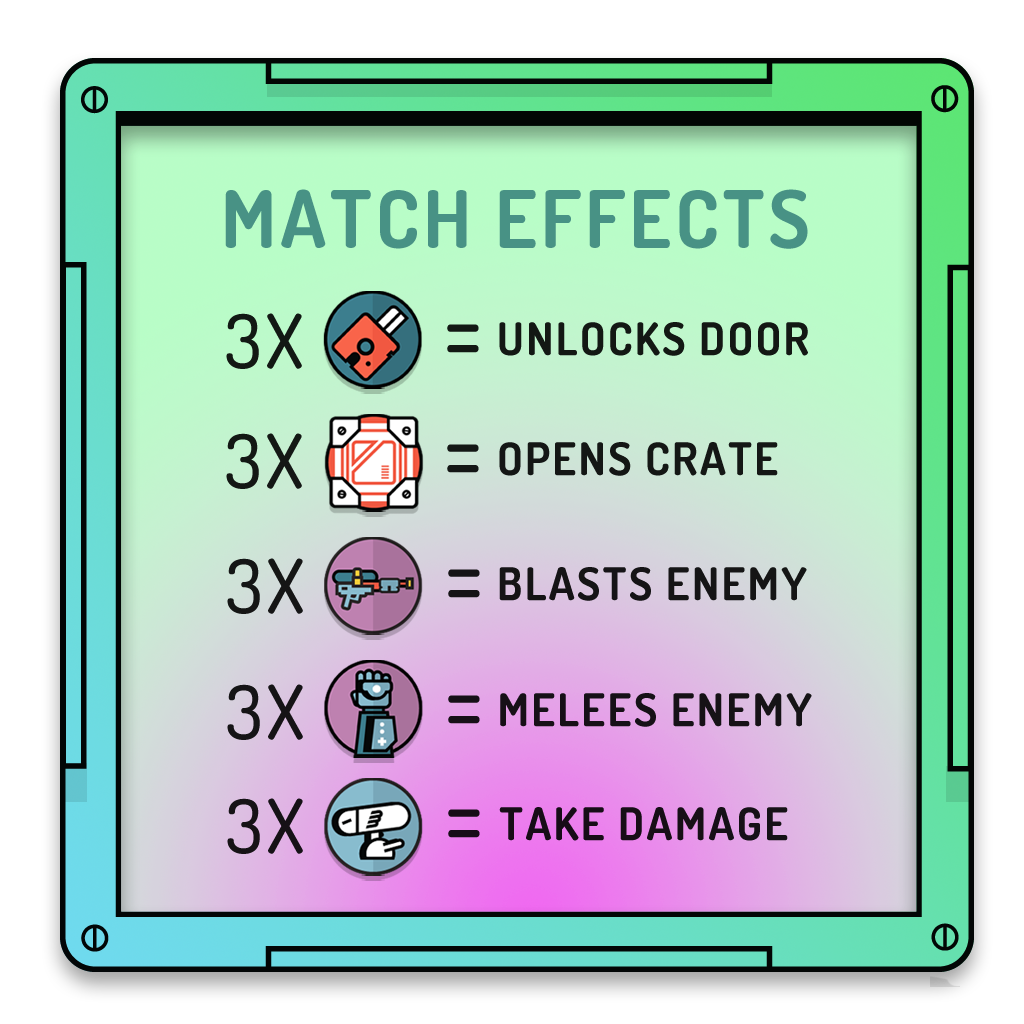 MATCH EFFECTS
3X = UNLOCKS DOOR
3X = OPENS CRATE
3X = BLASTS ENEMY
3X = MELEES ENEMY
3X = TAKE DAMAGE